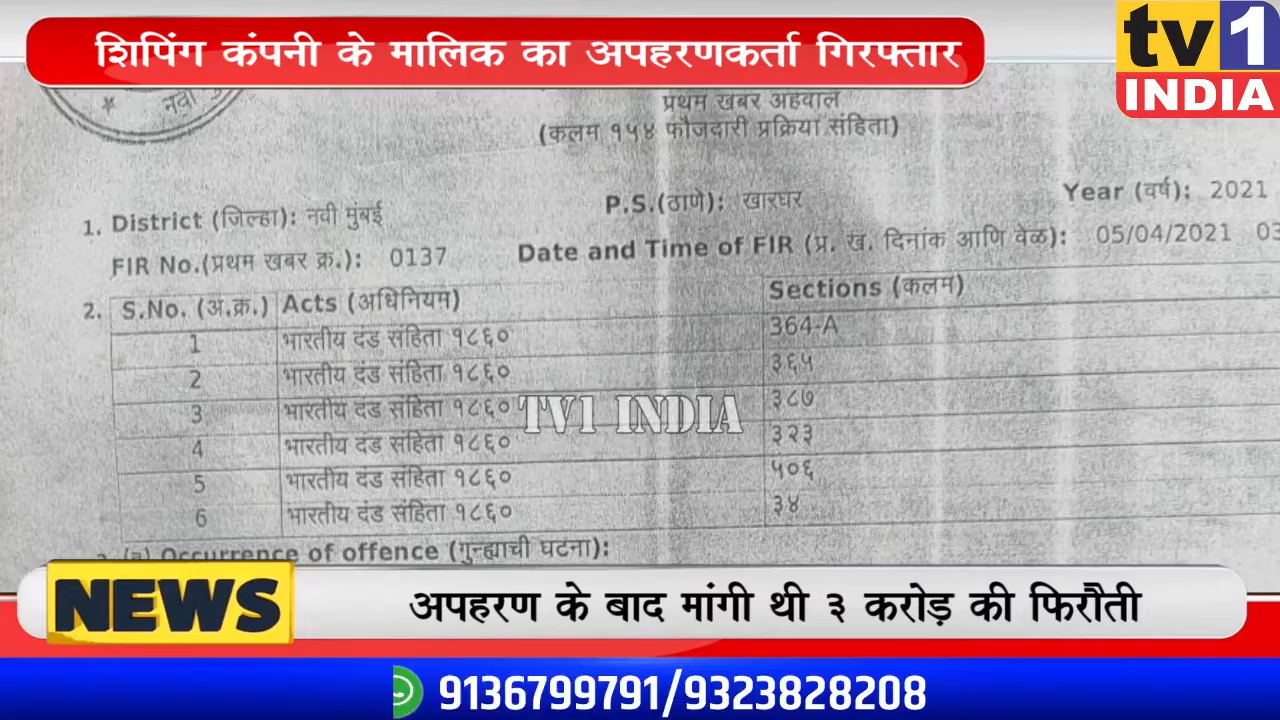 शिपिंग कंपनी के मालिक का अपहरणकर्ता गिरफ्तार
tv1
INDIA
नवी
प्रथम खबर अहवाल
(कलम १५४ फौजदारी प्रक्रिया संहिता)
1. District (जिल्हा): नवी मुंबई P.S.(ठाणे): खारघर Year (वर्ष): 2021
FIR No.(प्रथम खबर क्र.): 0137 Date and Time of FIR (प्र. ख. दिनांक आणि वेळ): 05/04/2021 03
2. S.No. (अ.क्र.) Acts (अधिनियम) Sections (कलम)
1 भारतीय दंड संहिता १८६० 364-A
2 भारतीय दंड संहिता १८६० ३६५
3 भारतीय दंड संहिता १८६० ३८७
4 भारतीय दंड संहिता १८६० ३२३
5 भारतीय दंड संहिता १८६० ५०६
6 भारतीय दंड संहिता १८६० ३४
TV1 INDIA
(a) Occurrence of offence (गुन्ह्याची घटना):
NEWS
अपहरण के बाद मांगी थी ३ करोड़ की फिरौती
9136799791/9323828208